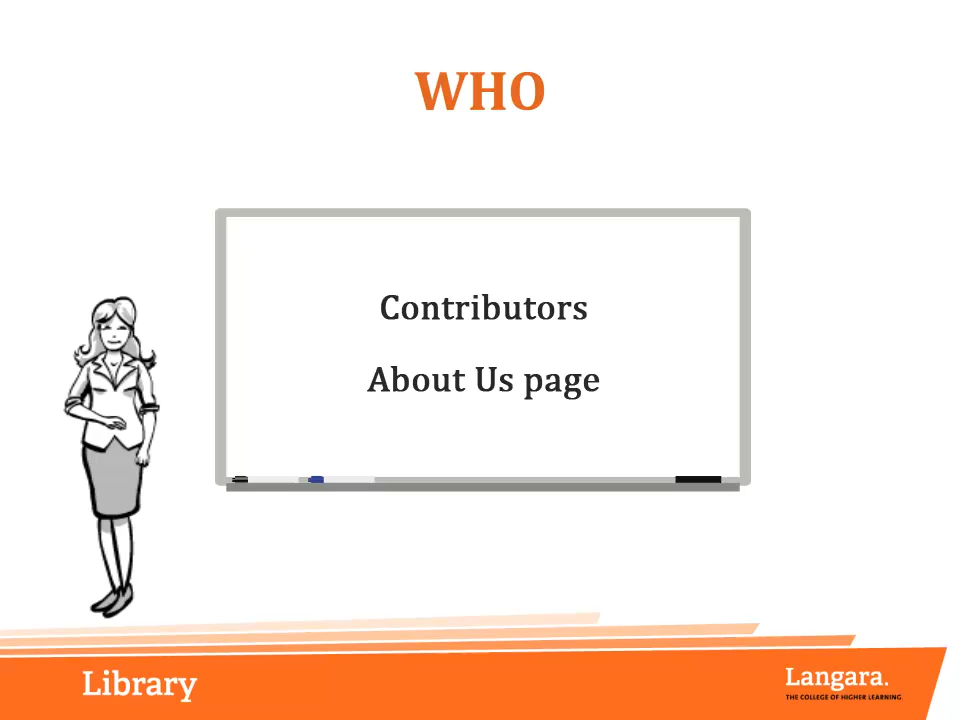 WHO
Contributors
About Us page
Library
Langara.
THE COLLEGE OF HIGHER LEARNING.